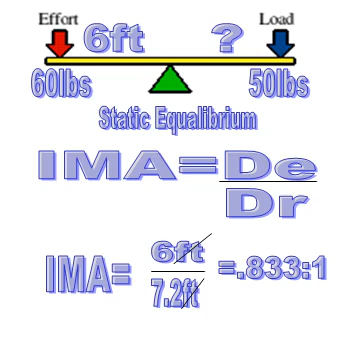 Effort Load
6ft ?
60lbs 50lbs
Static Equalibrium
IMA=De
Dr
IMA= 6ft =.833:1
7.2ft